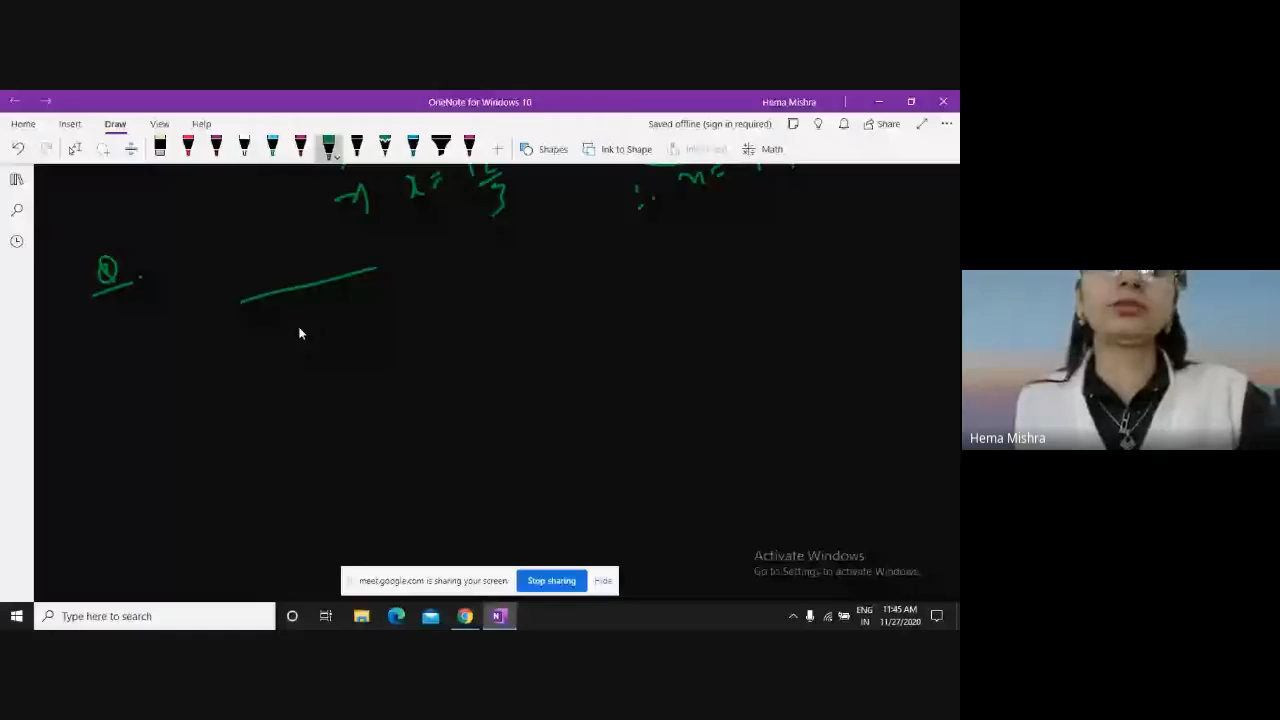 OneNote for Windows 10
Hema Mishra
Home Insert Draw View Help
Saved offline (sign in required)
Share
Shapes
Ink to Shape
Math
→ x = 12/3
∴ x =
Q.
Hema Mishra
Activate Windows
Go to Settings to activate Windows.
meet.google.com is sharing your screen
Stop sharing
Hide
Type here to search
ENG
IN
11:45 AM
11/27/2020